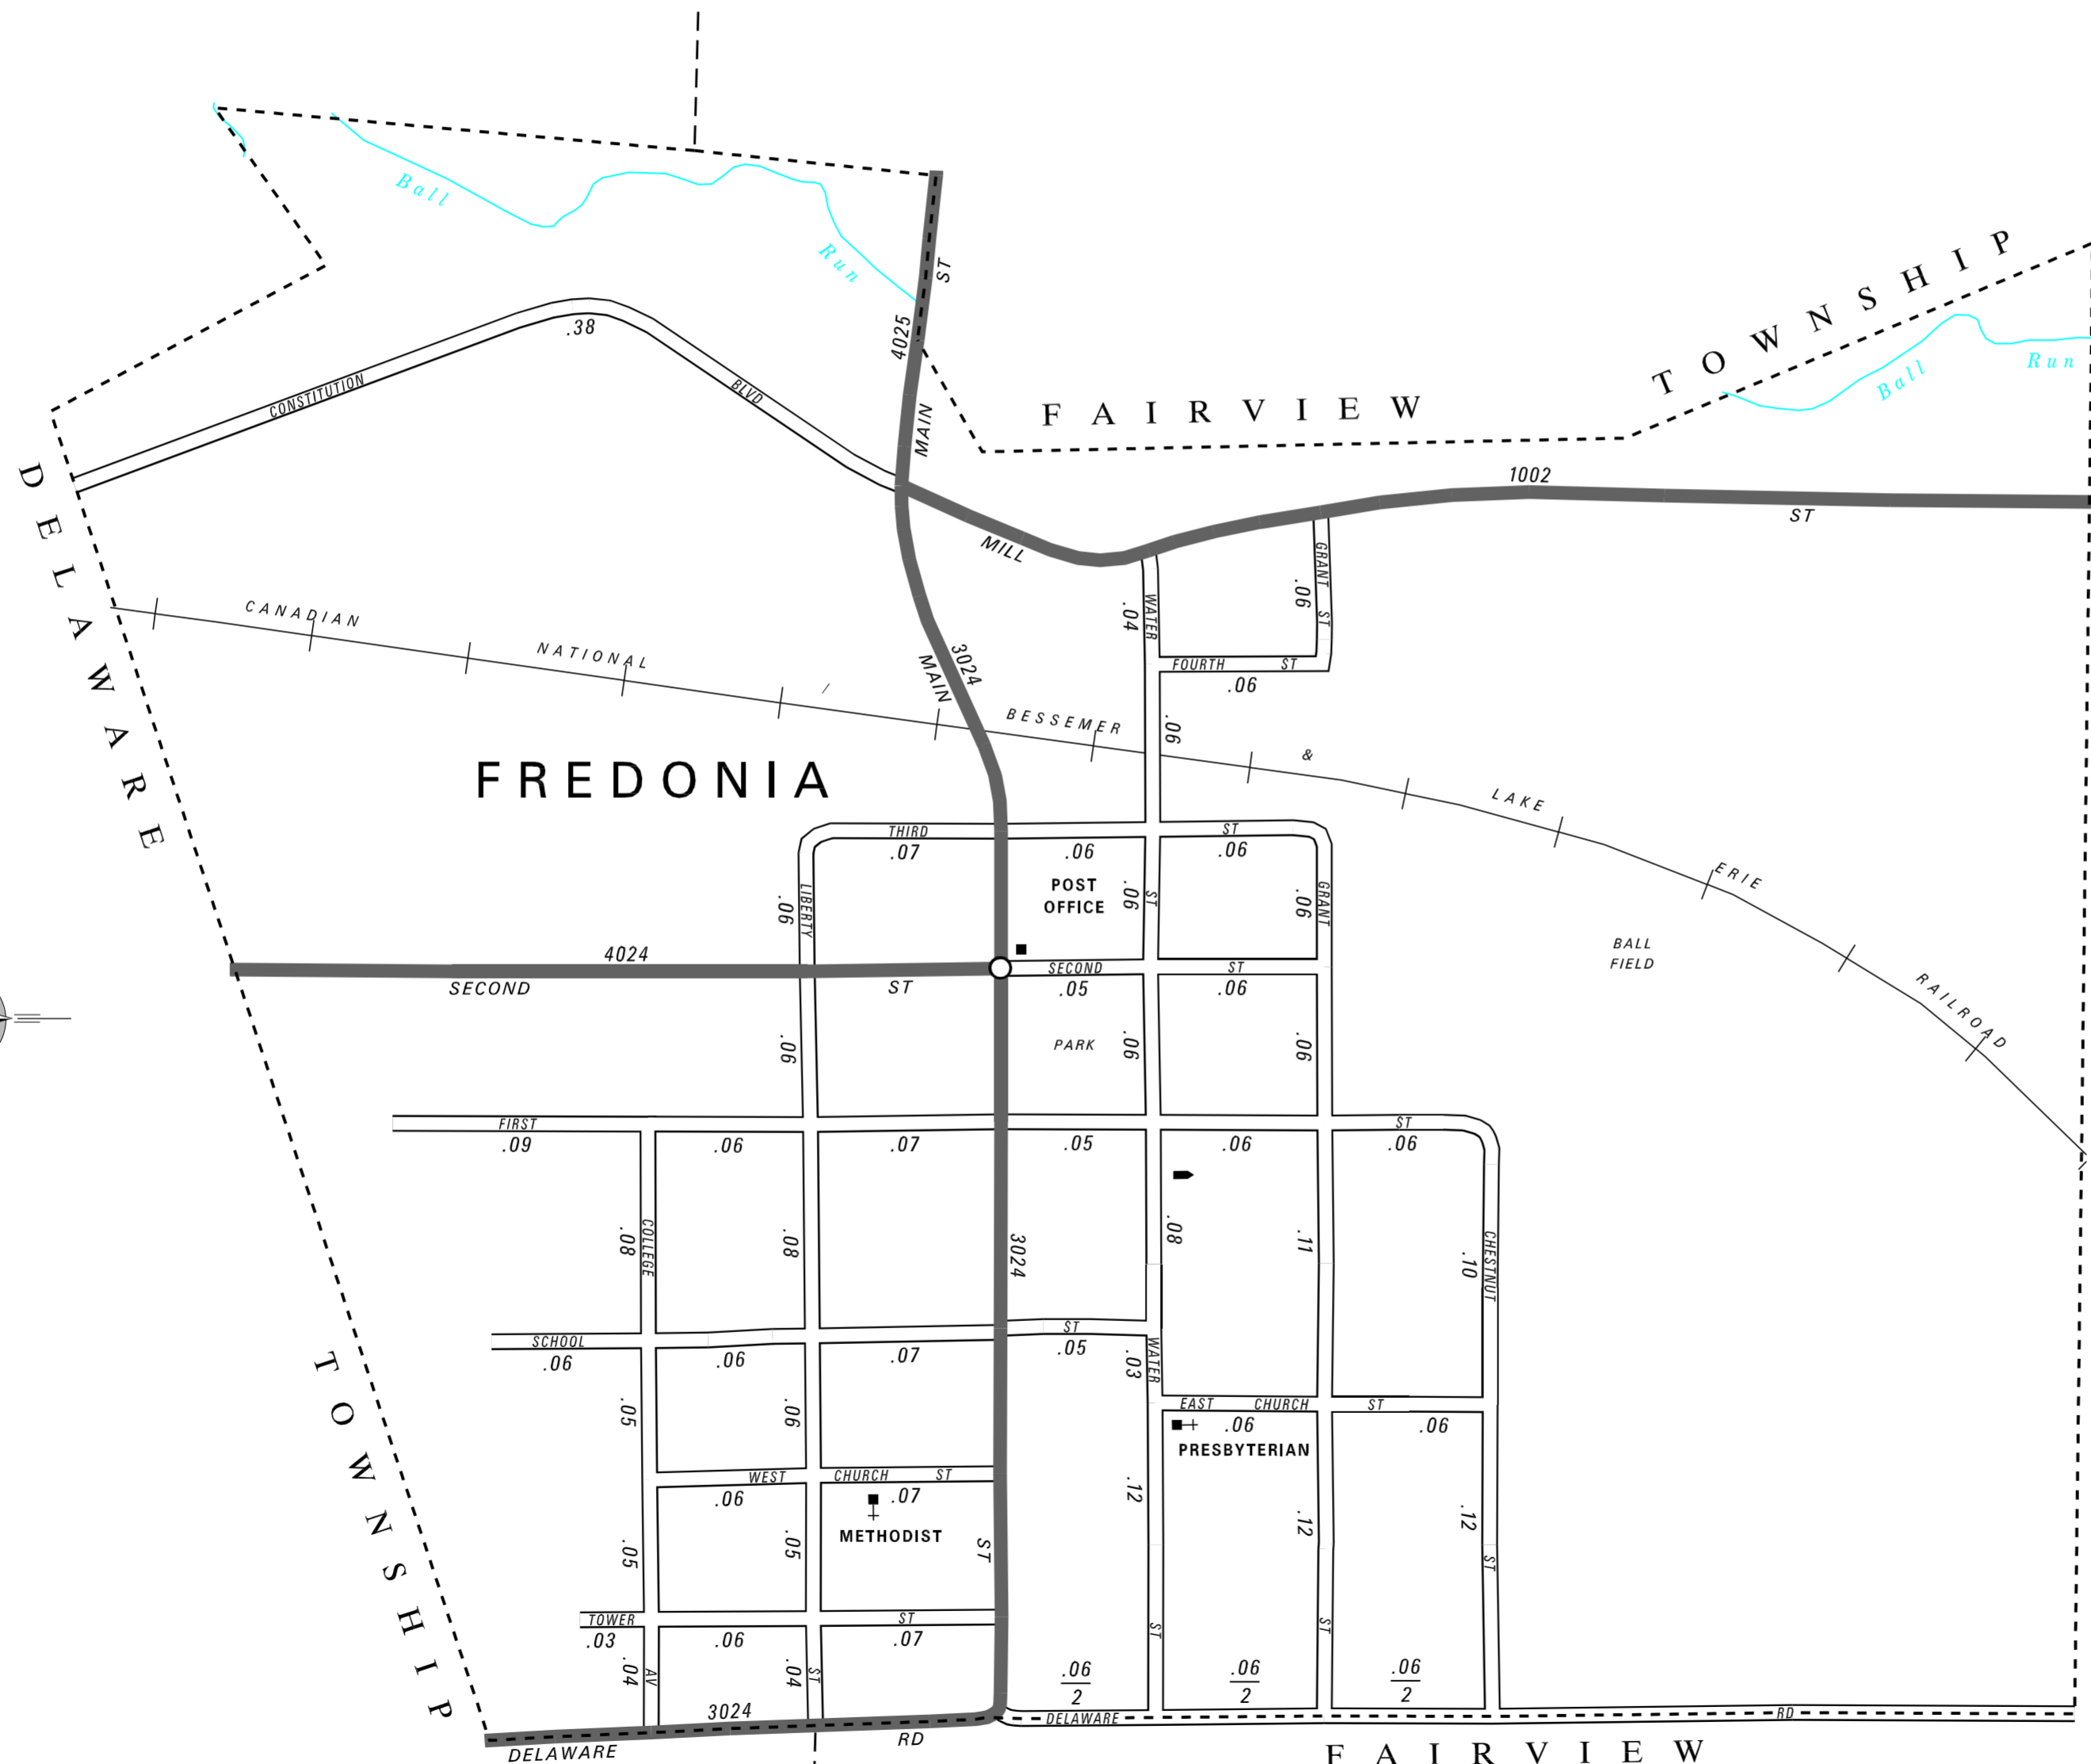 Ball
Run
ST
4025
MAIN
.38
CONSTITUTION
BLVD
TOWNSHIP
FAIRVIEW
Ball
Run
1002
ST
MILL
DELAWARE
TOWNSHIP
CANADIAN
NATIONAL
/
BESSEMER
&
LAKE
ERIE
RAILROAD
3024
MAIN
.04
WATER
.06
GRANT
ST
FOURTH ST
.06
.06
FREDONIA
THIRD ST
.07
.06
.06
POST
OFFICE
.06
LIBERTY
.06
ST
.06
GRANT
BALL
FIELD
4024
SECOND ST
SECOND ST
.05
.06
.06
PARK
.06
.06
FIRST ST
.09
.06
.07
.05
.06
.06
.08
COLLEGE
.08
3024
.08
.11
.10
CHESTNUT
SCHOOL ST
.06
.06
.07
.05
.03
WATER
.05
.06
EAST CHURCH ST
.06
.06
PRESBYTERIAN
WEST CHURCH ST
.06
.07
METHODIST
.05
.05
ST
.12
.12
.12
ST
TOWER ST
.03
.06
.07
ST
ST
.04
AV
.04
ST
.06
2
.06
2
.06
2
3024
DELAWARE RD
DELAWARE RD
FAIRVIEW